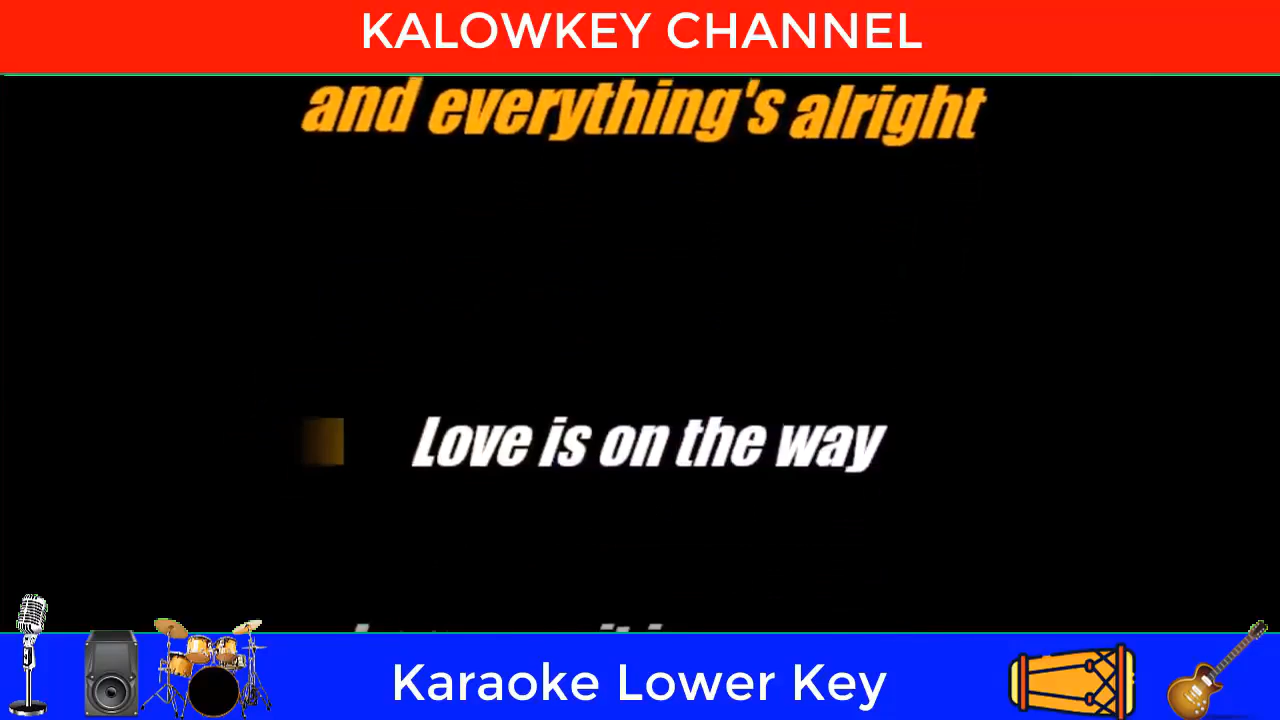 KALOWKEY CHANNEL
and everything's alright
Love is on the way
Karaoke Lower Key